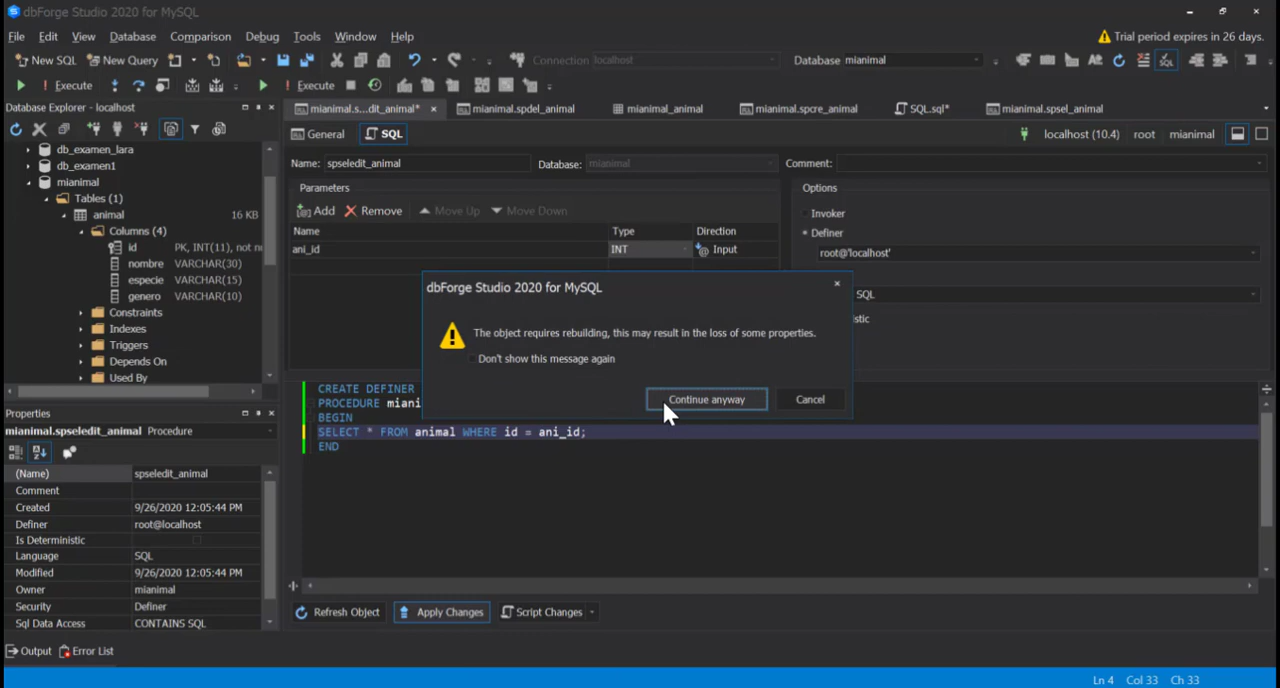 dbForge Studio 2020 for MySQL
File Edit View Database Comparison Debug Tools Window Help
Trial period expires in 26 days.
New SQL New Query Connection localhost Database mianimal
Execute Execute
Database Explorer - localhost
db_examen_lara
db_examen1
mianimal
Tables (1)
animal 16 KB
Columns (4)
id PK, INT(11), not n
nombre VARCHAR(30)
especie VARCHAR(15)
genero VARCHAR(10)
Constraints
Indexes
Triggers
Depends On
Used By
Properties
mianimal.spseledit_animal Procedure
(Name) spseledit_animal
Comment
Created 9/26/2020 12:05:44 PM
Definer root@localhost
Is Deterministic
Language SQL
Modified 9/26/2020 12:05:44 PM
Owner mianimal
Security Definer
Sql Data Access CONTAINS SQL
Output Error List
mianimal.s...dit_animal* mianimal.spdel_animal mianimal_animal mianimal.spcre_animal SQL.sql* mianimal.spsel_animal
General SQL localhost (10.4) root mianimal
Name: spseledit_animal Database: mianimal Comment:
Parameters
Add Remove Move Up Move Down
Name Type Direction
ani_id INT Input
Options
Invoker
Definer
root@'localhost'
SQL
istic
dbForge Studio 2020 for MySQL
The object requires rebuilding, this may result in the loss of some properties.
Don't show this message again
Continue anyway Cancel
CREATE DEFINER
PROCEDURE miani
BEGIN
SELECT * FROM animal WHERE id = ani_id;
END
Refresh Object Apply Changes Script Changes
Ln 4 Col 33 Ch 33